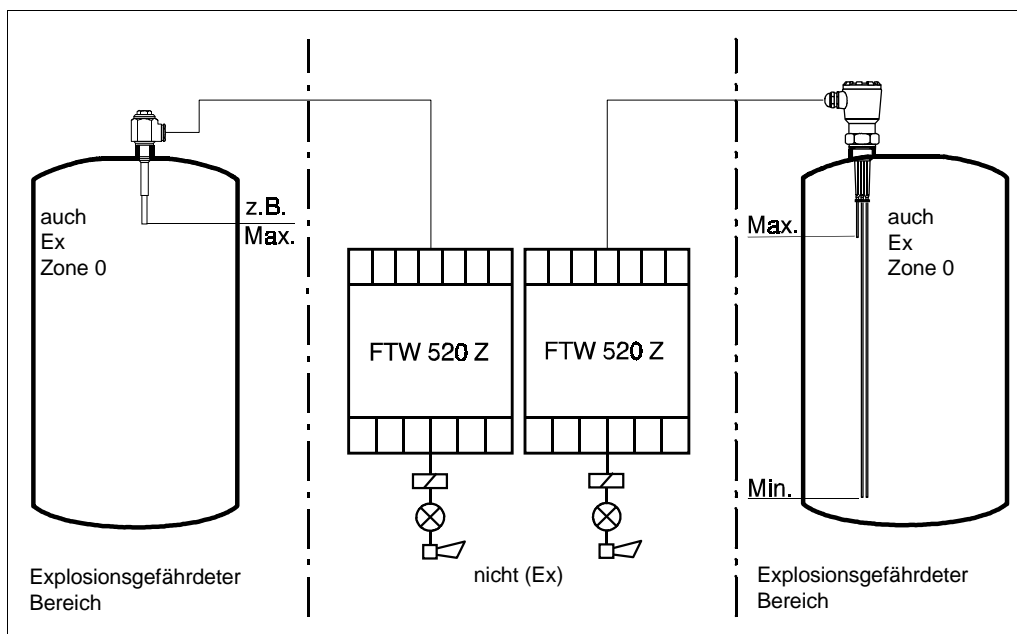 auch
Ex
Zone 0
z.B.
Max.
FTW 520 Z
FTW 520 Z
Max.
auch
Ex
Zone 0
Min.
nicht (Ex)
Explosionsgefährdeter
Bereich
Explosionsgefährdeter
Bereich